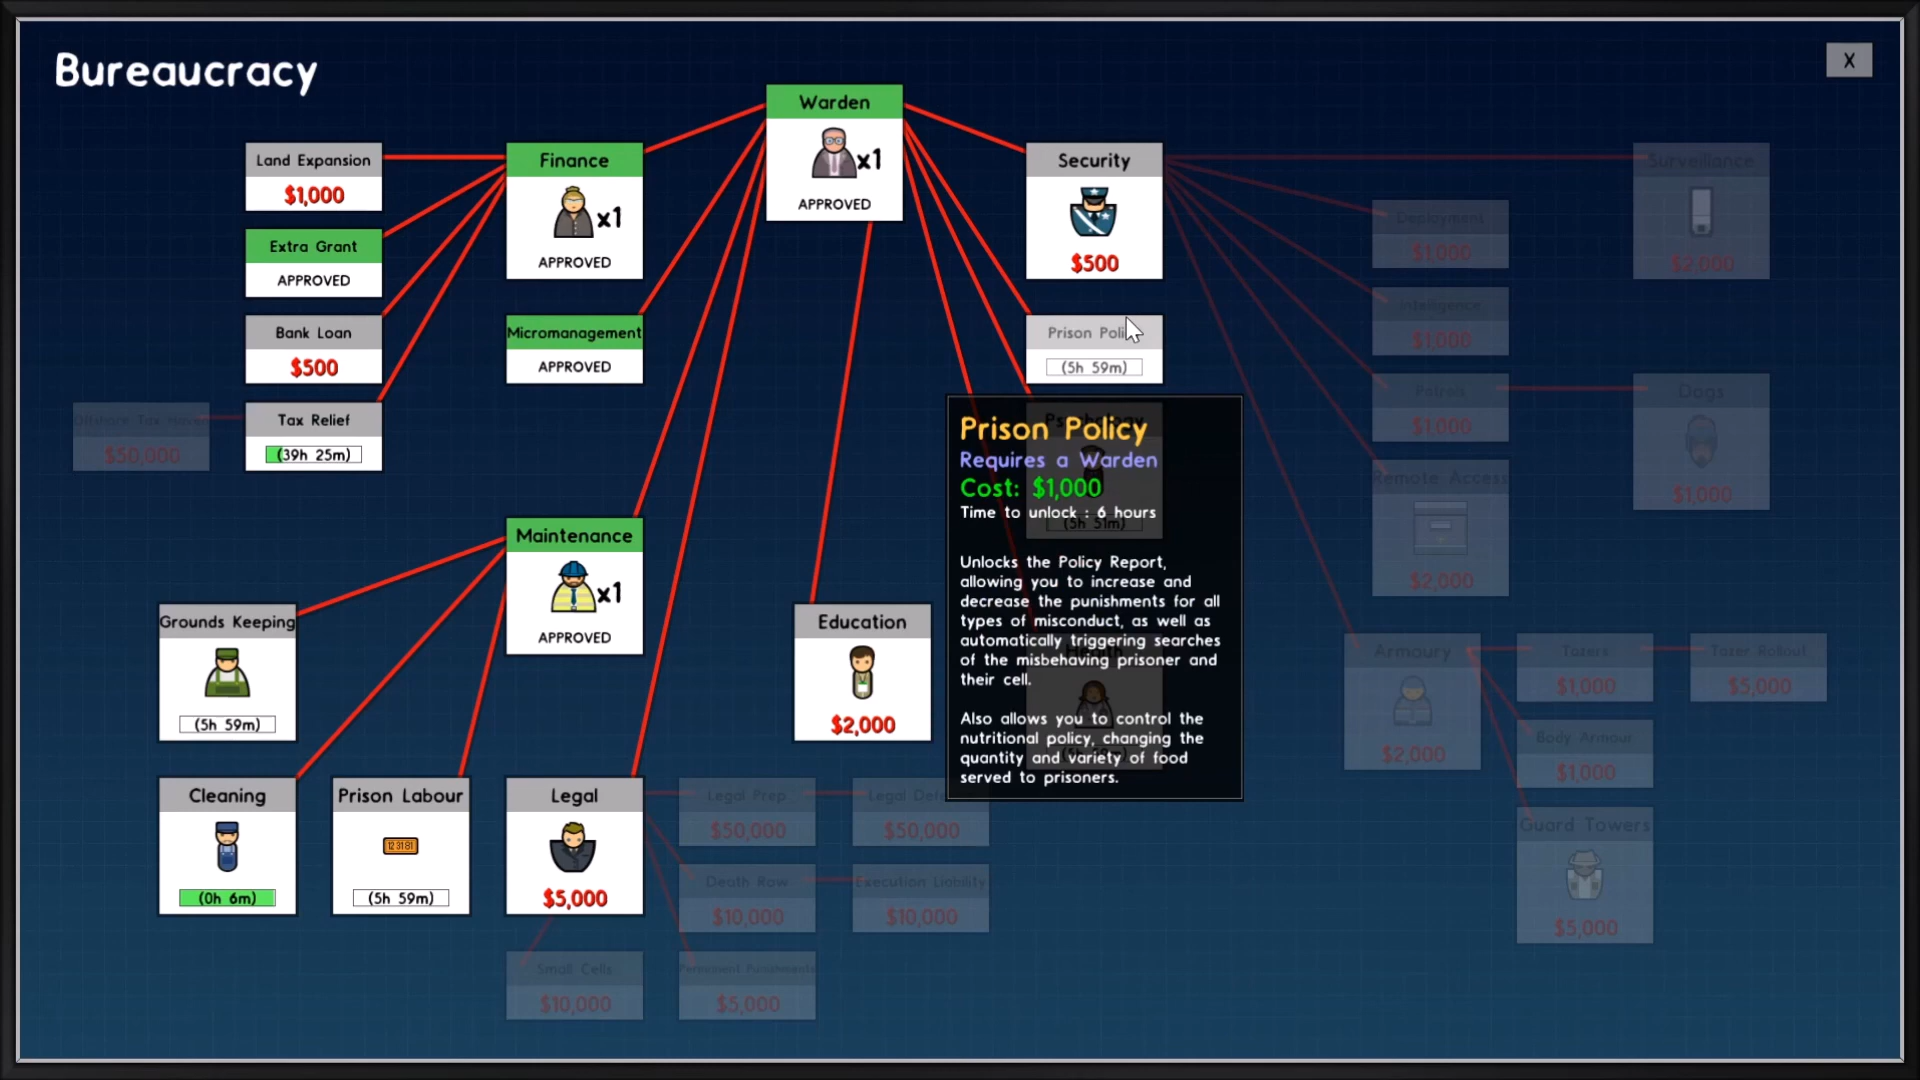 Bureaucracy
X
Warden
x1
APPROVED
Land Expansion
$1,000
Finance
x1
APPROVED
Security
$500
Surveillance
$2,000
Extra Grant
APPROVED
Deployment
$1,000
Bank Loan
$500
Micromanagement
APPROVED
Prison Poli
(5h 59m)
Intelligence
$1,000
Tax Relief
(39h 25m)
$50,000
Patrols
$1,000
Dogs
$1,000
Prison Policy
Requires a Warden
Cost: $1,000
Time to unlock : 6 hours
(5h 51m)
Unlocks the Policy Report,
allowing you to increase and
decrease the punishments for all
types of misconduct, as well as
automatically triggering searches
of the misbehaving prisoner and
their cell.
Also allows you to control the
nutritional policy, changing the
quantity and variety of food
served to prisoners.
Remote Access
$2,000
Maintenance
x1
APPROVED
Grounds Keeping
(5h 59m)
Education
$2,000
Armoury
$2,000
Tazers
$1,000
Tazer Rollout
$5,000
Body Armour
$1,000
Cleaning
(0h 6m)
Prison Labour
(5h 59m)
Legal
$5,000
Legal Prep
$50,000
Legal De
$50,000
Guard Towers
$5,000
Death Row
$10,000
Execution Liability
$10,000
Small Cells
$10,000
Permanent Punishments
$5,000